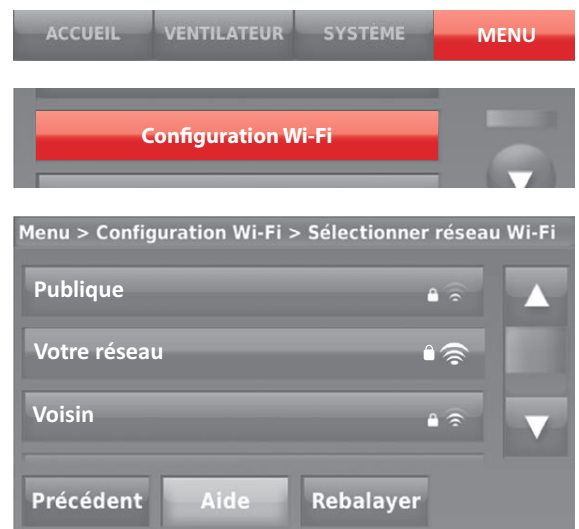 ACCUEIL VENTILATEUR SYSTÈME MENU
Configuration Wi-Fi
Menu > Configuration Wi-Fi > Sélectionner réseau Wi-Fi
Publique
Votre réseau
Voisin
Précédent Aide Rebalayer